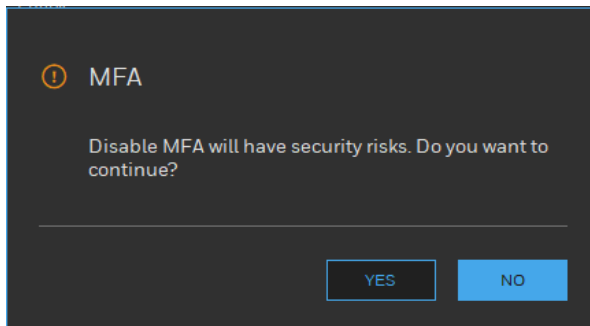 MFA
Disable MFA will have security risks. Do you want to
continue?
YES
NO